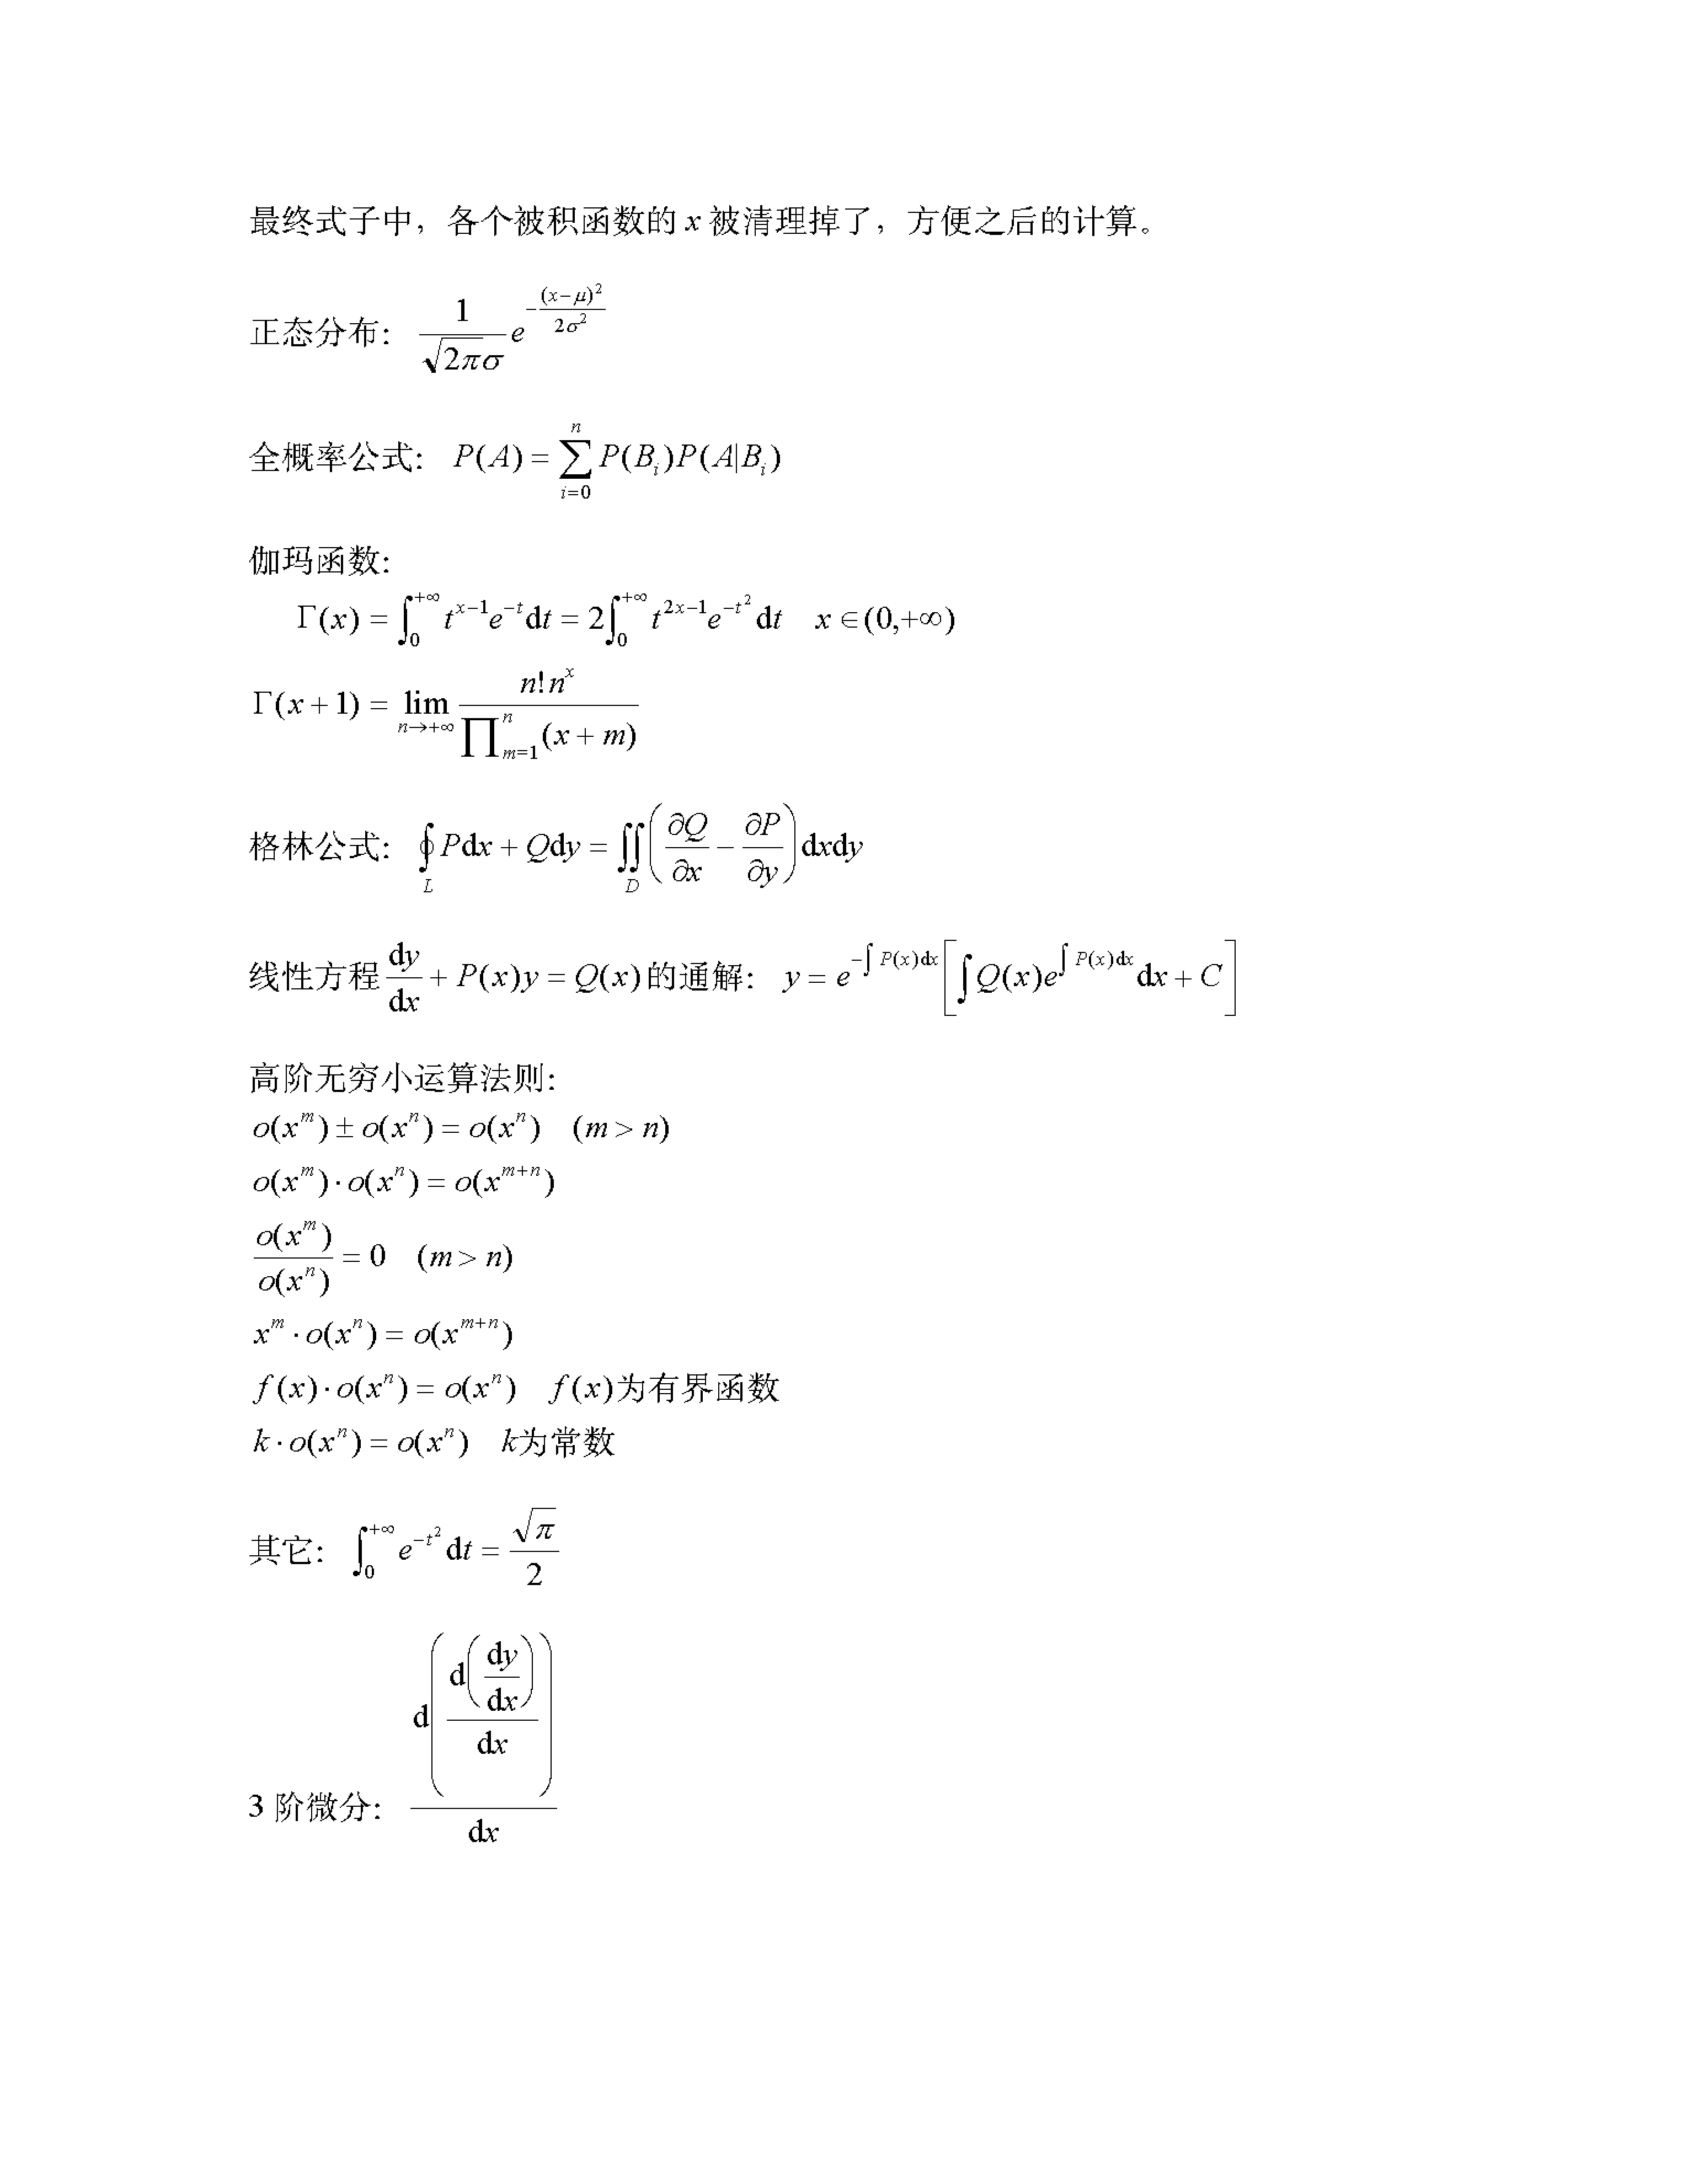 最终式子中，各个被积函数的 x 被清理掉了，方便之后的计算。
正态分布： $\frac{1}{\sqrt{2\pi}\sigma}e^{-\frac{(x-\mu)^2}{2\sigma^2}}$
全概率公式： $P(A)=\sum_{i=0}^{n}P(B_i)P(A|B_i)$
伽玛函数：
$\Gamma(x)=\int_0^{+\infty}t^{x-1}e^{-t}\mathrm{d}t=2\int_0^{+\infty}t^{2x-1}e^{-t^2}\mathrm{d}t \quad x\in(0,+\infty)$
$\Gamma(x+1)=\lim_{n\to+\infty}\frac{n!n^x}{\prod_{m=1}^{n}(x+m)}$
格林公式： $\oint_L P\mathrm{d}x+Q\mathrm{d}y=\iint_D\left(\frac{\partial Q}{\partial x}-\frac{\partial P}{\partial y}\right)\mathrm{d}x\mathrm{d}y$
线性方程 $\frac{\mathrm{d}y}{\mathrm{d}x}+P(x)y=Q(x)$ 的通解： $y=e^{-\int P(x)\mathrm{d}x}\left[\int Q(x)e^{\int P(x)\mathrm{d}x}\mathrm{d}x+C\right]$
高阶无穷小运算法则：
$o(x^m)\pm o(x^n)=o(x^n) \quad (m>n)$
$o(x^m)\cdot o(x^n)=o(x^{m+n})$
$\frac{o(x^m)}{o(x^n)}=0 \quad (m>n)$
$x^m\cdot o(x^n)=o(x^{m+n})$
$f(x)\cdot o(x^n)=o(x^n) \quad f(x)$为有界函数
$k\cdot o(x^n)=o(x^n) \quad k$为常数
其它： $\int_0^{+\infty}e^{-t^2}\mathrm{d}t=\frac{\sqrt{\pi}}{2}$
3 阶微分： $\frac{\mathrm{d}\left(\frac{\mathrm{d}\left(\frac{\mathrm{d}y}{\mathrm{d}x}\right)}{\mathrm{d}x}\right)}{\mathrm{d}x}$